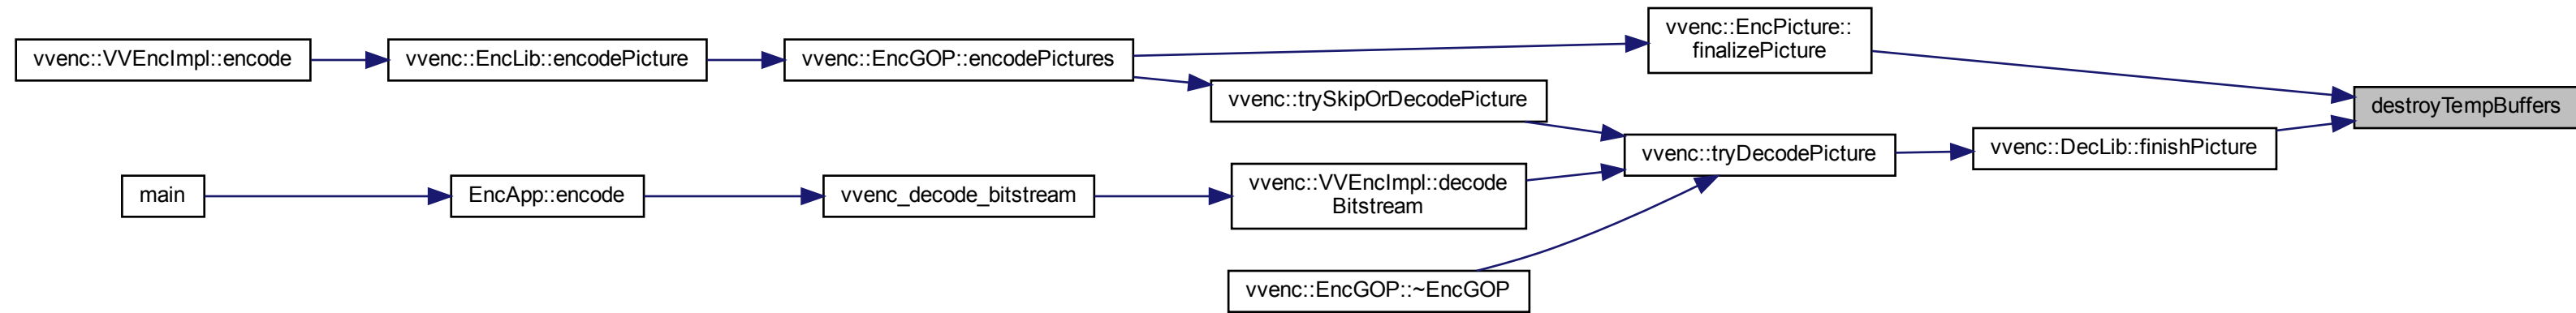 vvenc::VVEncImpl::encode
vvenc::EncLib::encodePicture
vvenc::EncGOP::encodePictures
vvenc::EncPicture::
finalizePicture
vvenc::trySkipOrDecodePicture
destroyTempBuffers
vvenc::tryDecodePicture
vvenc::DecLib::finishPicture
main
EncApp::encode
vvenc_decode_bitstream
vvenc::VVEncImpl::decode
Bitstream
vvenc::EncGOP::~EncGOP